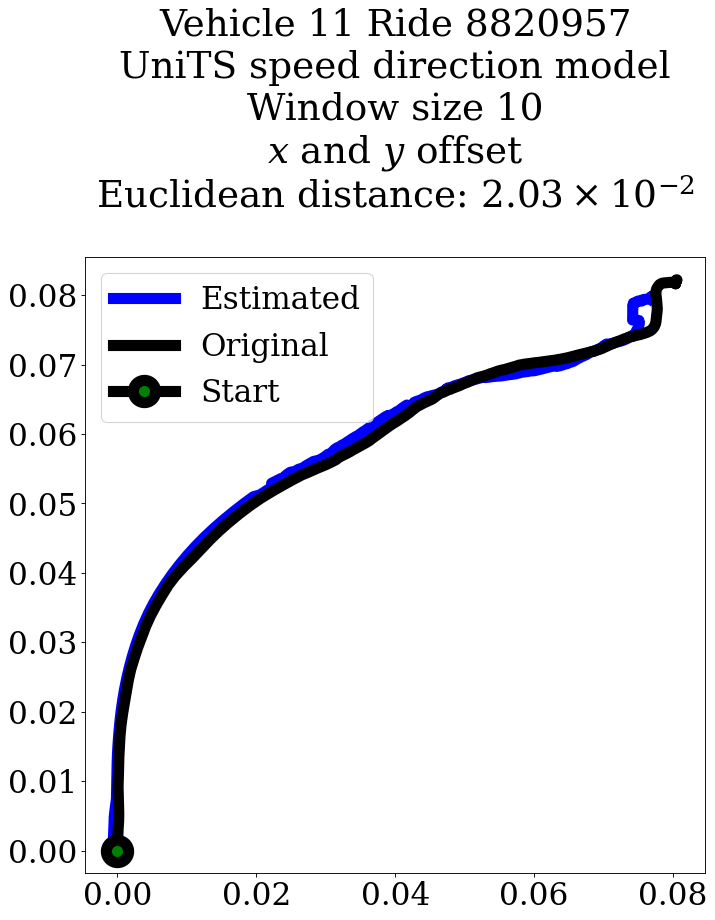 Vehicle 11 Ride 8820957
UniTS speed direction model
Window size 10
x and y offset
Euclidean distance: 2.03 × 10⁻²
Estimated
Original
Start
0.08
0.07
0.06
0.05
0.04
0.03
0.02
0.01
0.00
0.00 0.02 0.04 0.06 0.08